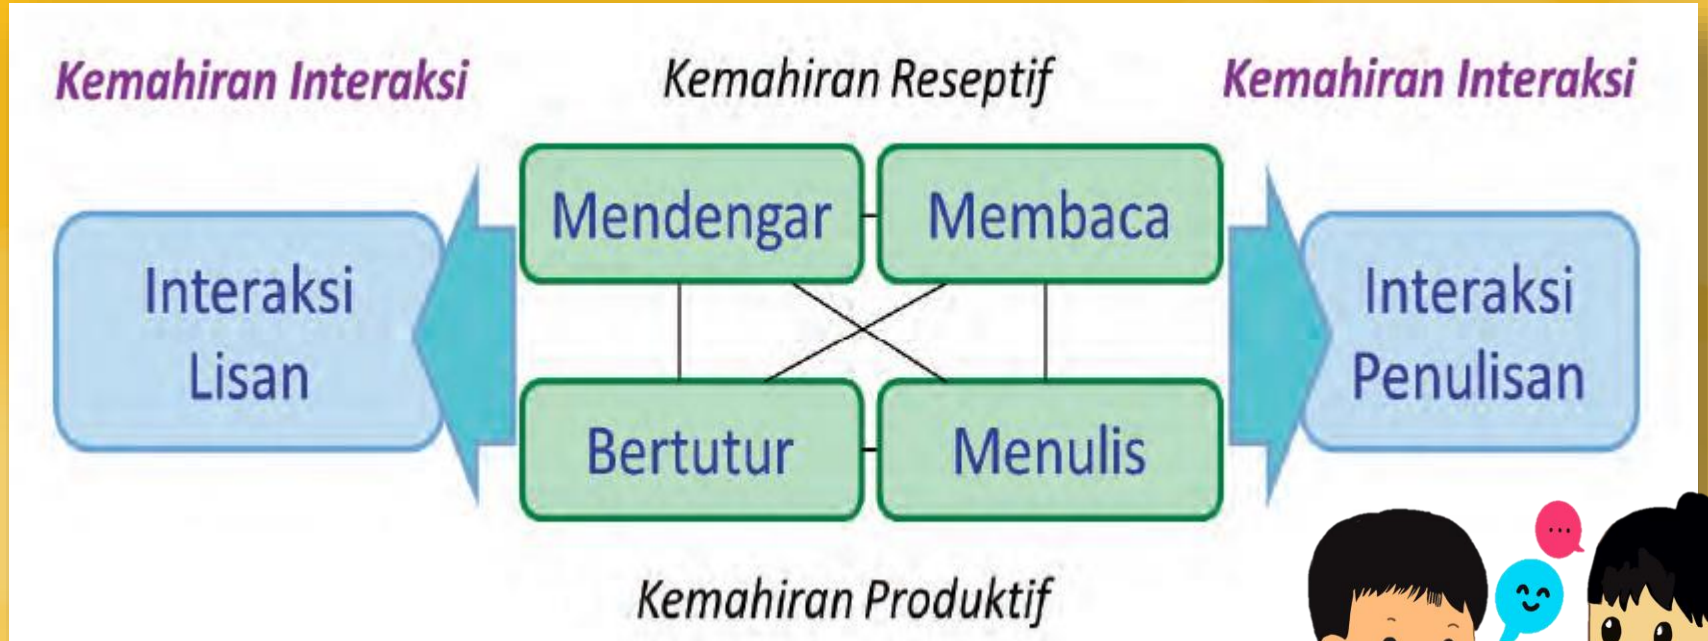 Kemahiran Interaksi
Kemahiran Reseptif
Kemahiran Interaksi
Mendengar
Membaca
Interaksi
Lisan
Interaksi
Penulisan
Bertutur
Menulis
Kemahiran Produktif
...